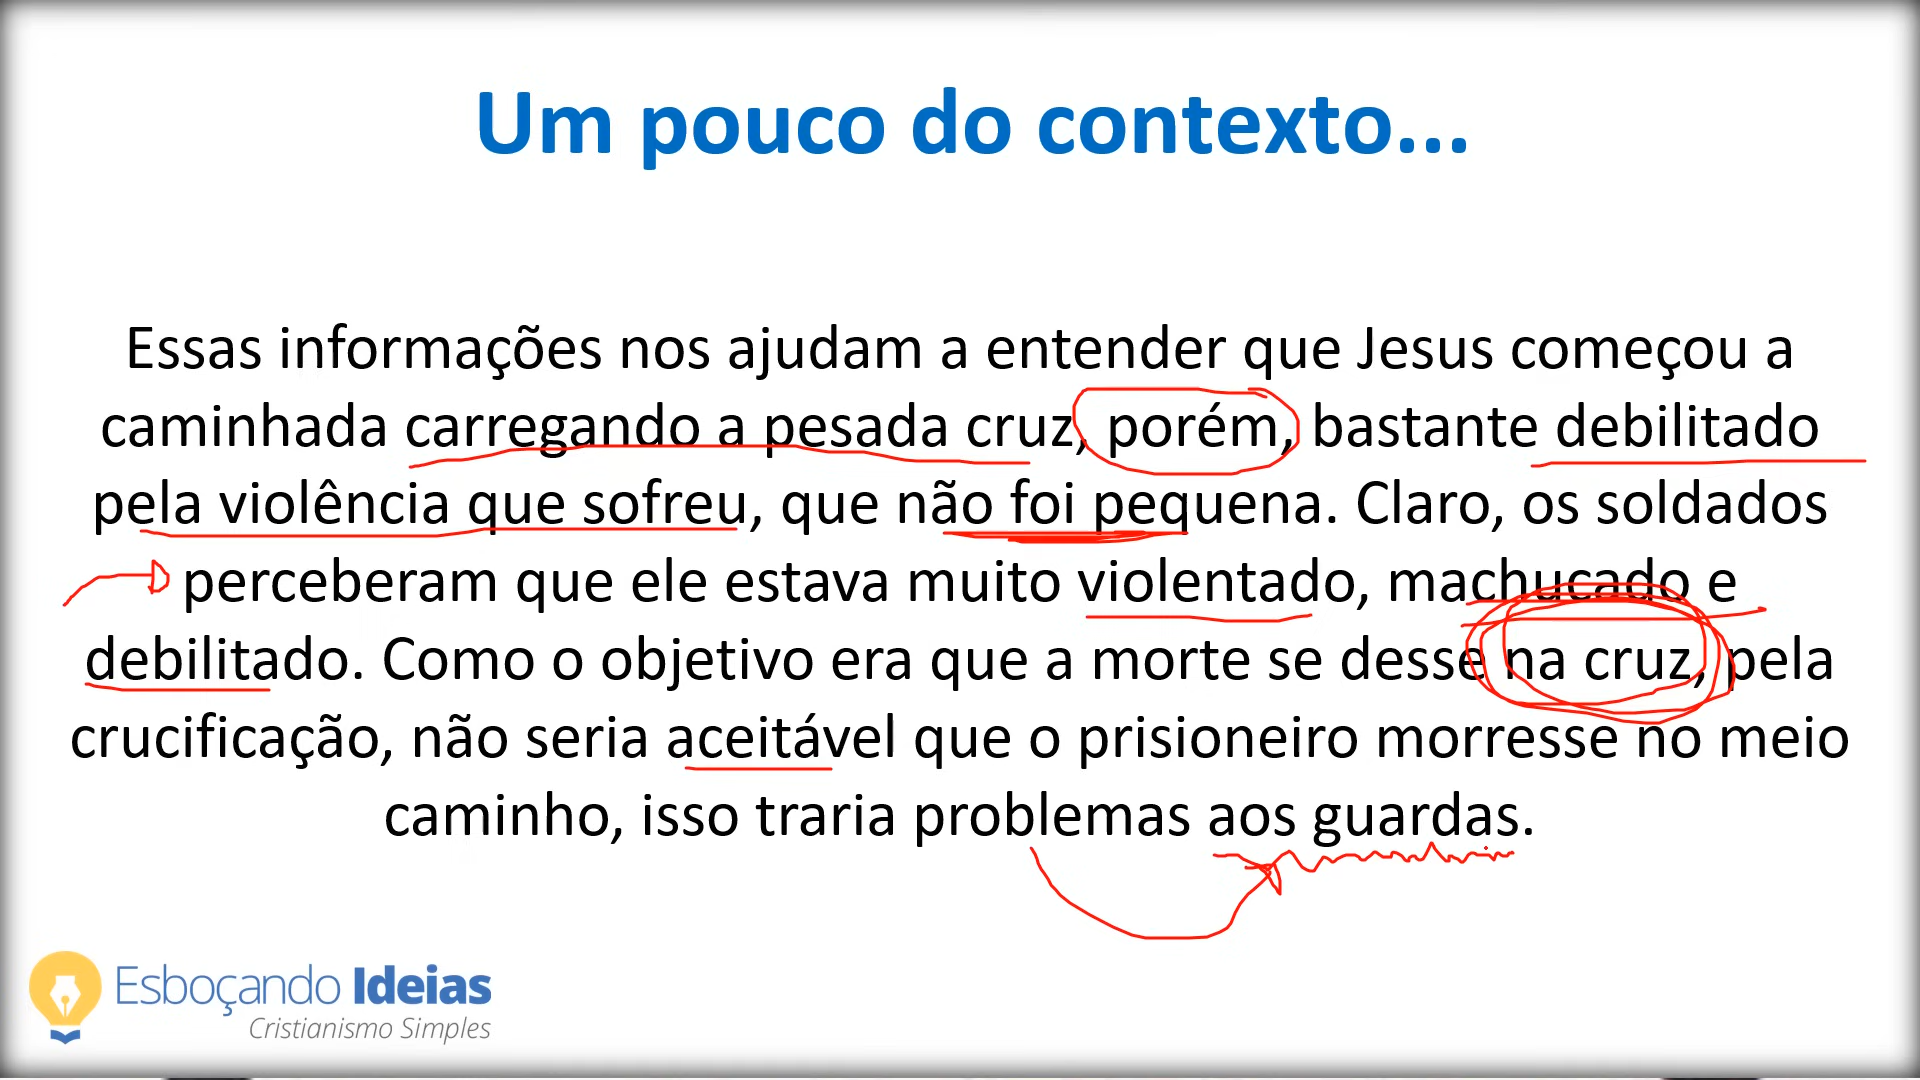 Um pouco do contexto...
Essas informações nos ajudam a entender que Jesus começou a
caminhada carregando a pesada cruz, porém, bastante debilitado
pela violência que sofreu, que não foi pequena. Claro, os soldados
perceberam que ele estava muito violentado, machucado e
debilitado. Como o objetivo era que a morte se desse na cruz, pela
crucificação, não seria aceitável que o prisioneiro morresse no meio
caminho, isso traria problemas aos guardas.
Esboçando Ideias
Cristianismo Simples